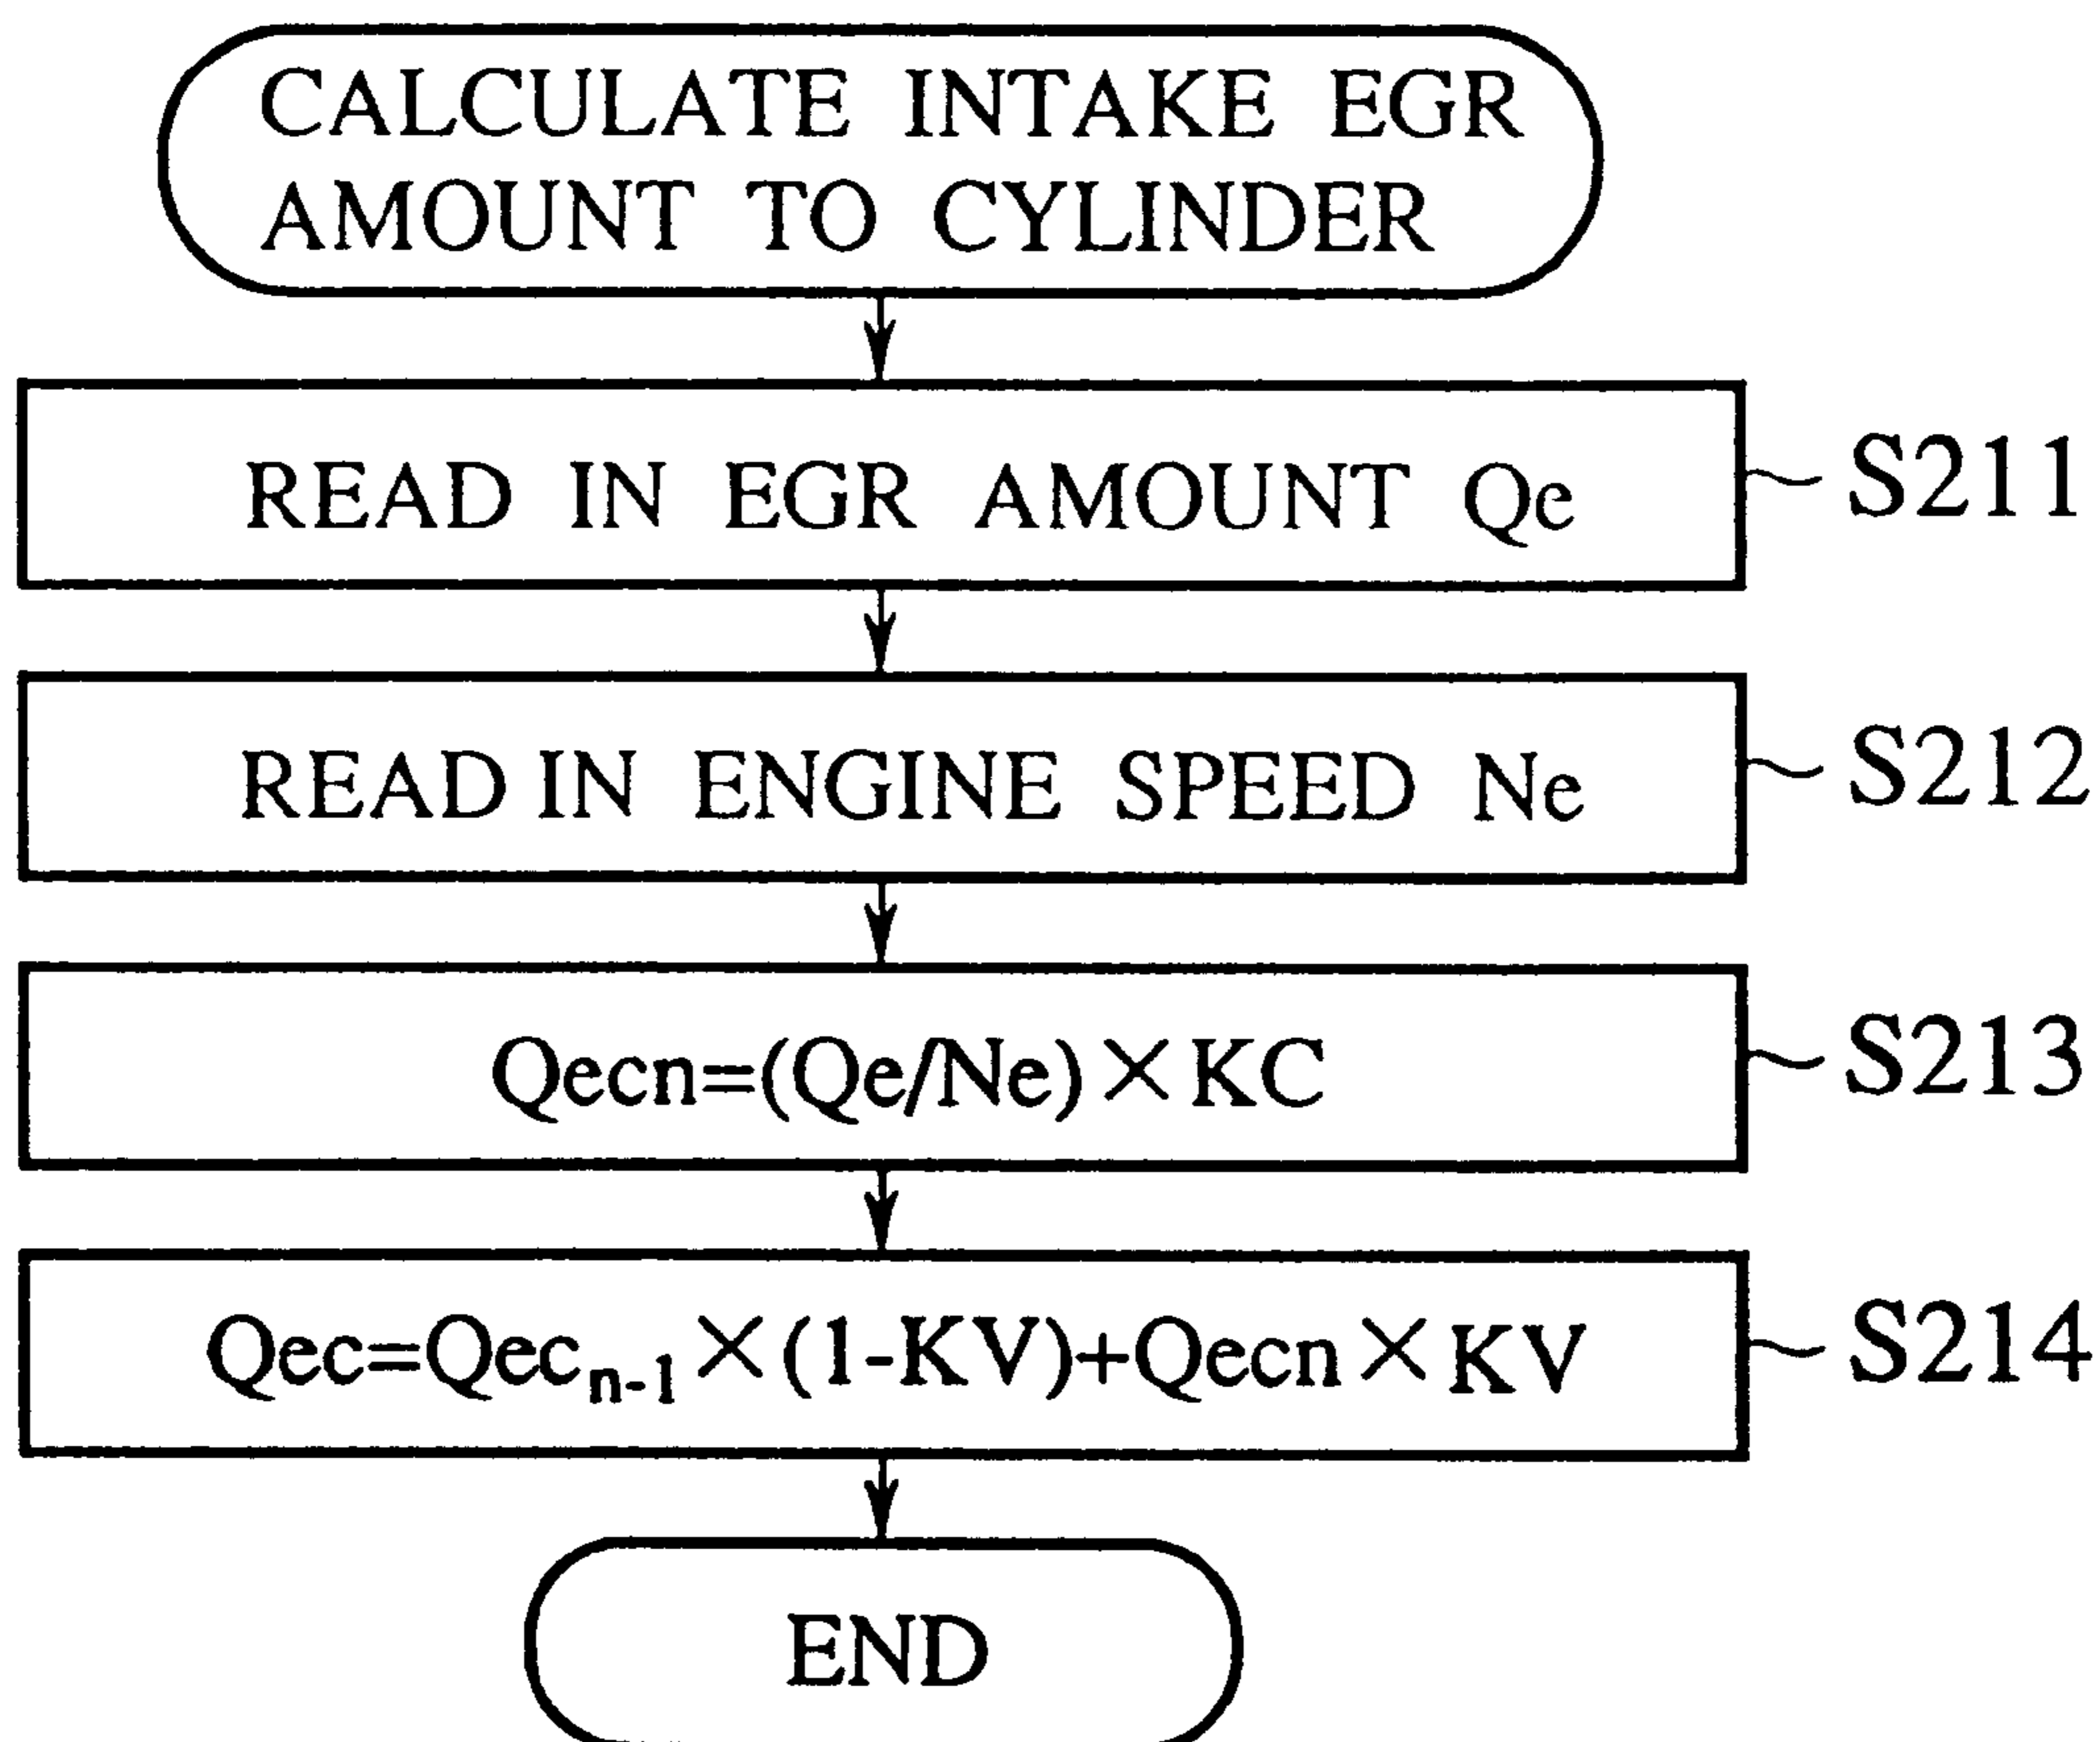 CALCULATE INTAKE EGR
AMOUNT TO CYLINDER
READ IN EGR AMOUNT Qe
S211
READ IN ENGINE SPEED Ne
S212
Qecn=(Qe/Ne)×KC
S213
Qec=Qecₙ₋₁×(1-KV)+Qecn×KV
S214
END